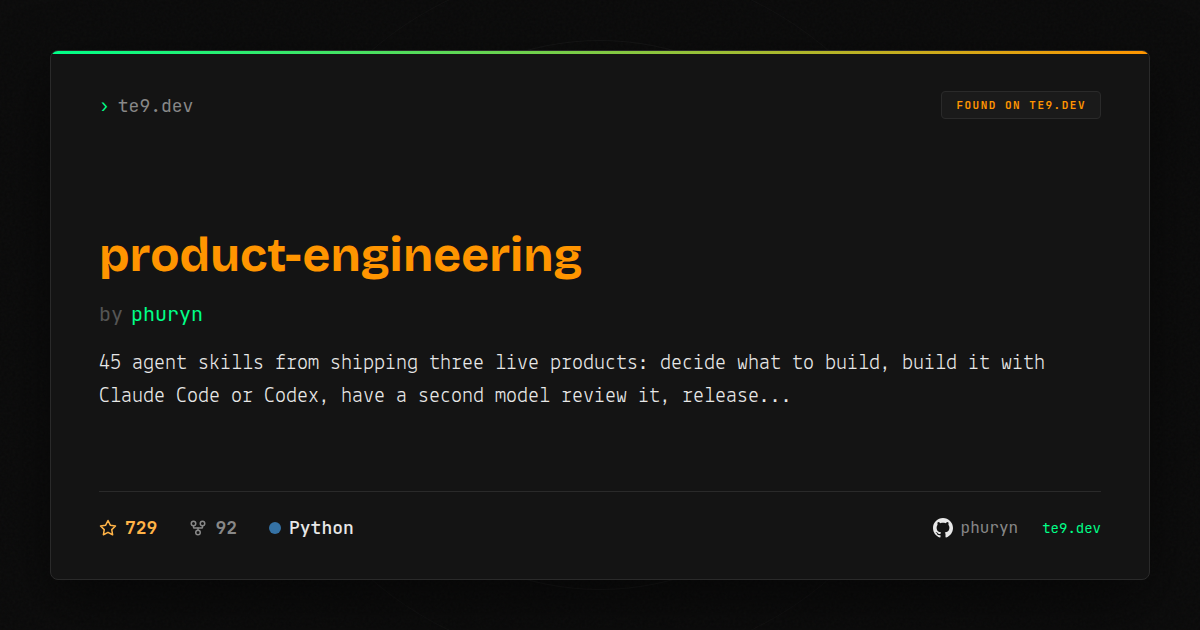 › te9.dev
FOUND ON TE9.DEV
product-engineering
by phuryn
45 agent skills from shipping three live products: decide what to build, build it with
Claude Code or Codex, have a second model review it, release...
729 92 Python
phuryn te9.dev